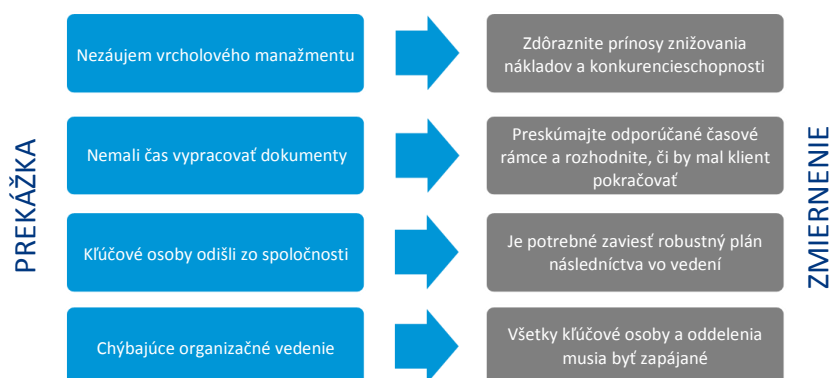 PREKÁŽKA
Nezáujem vrcholového manažmentu
Zdôraznite prínosy znižovania
nákladov a konkurencieschopnosti
Nemali čas vypracovať dokumenty
Preskúmajte odporúčané časové
rámce a rozhodnite, či by mal klient
pokračovať
Kľúčové osoby odišli zo spoločnosti
Je potrebné zaviesť robustný plán
následníctva vo vedení
Chýbajúce organizačné vedenie
Všetky kľúčové osoby a oddelenia
musia byť zapájané
ZMIERNENIE